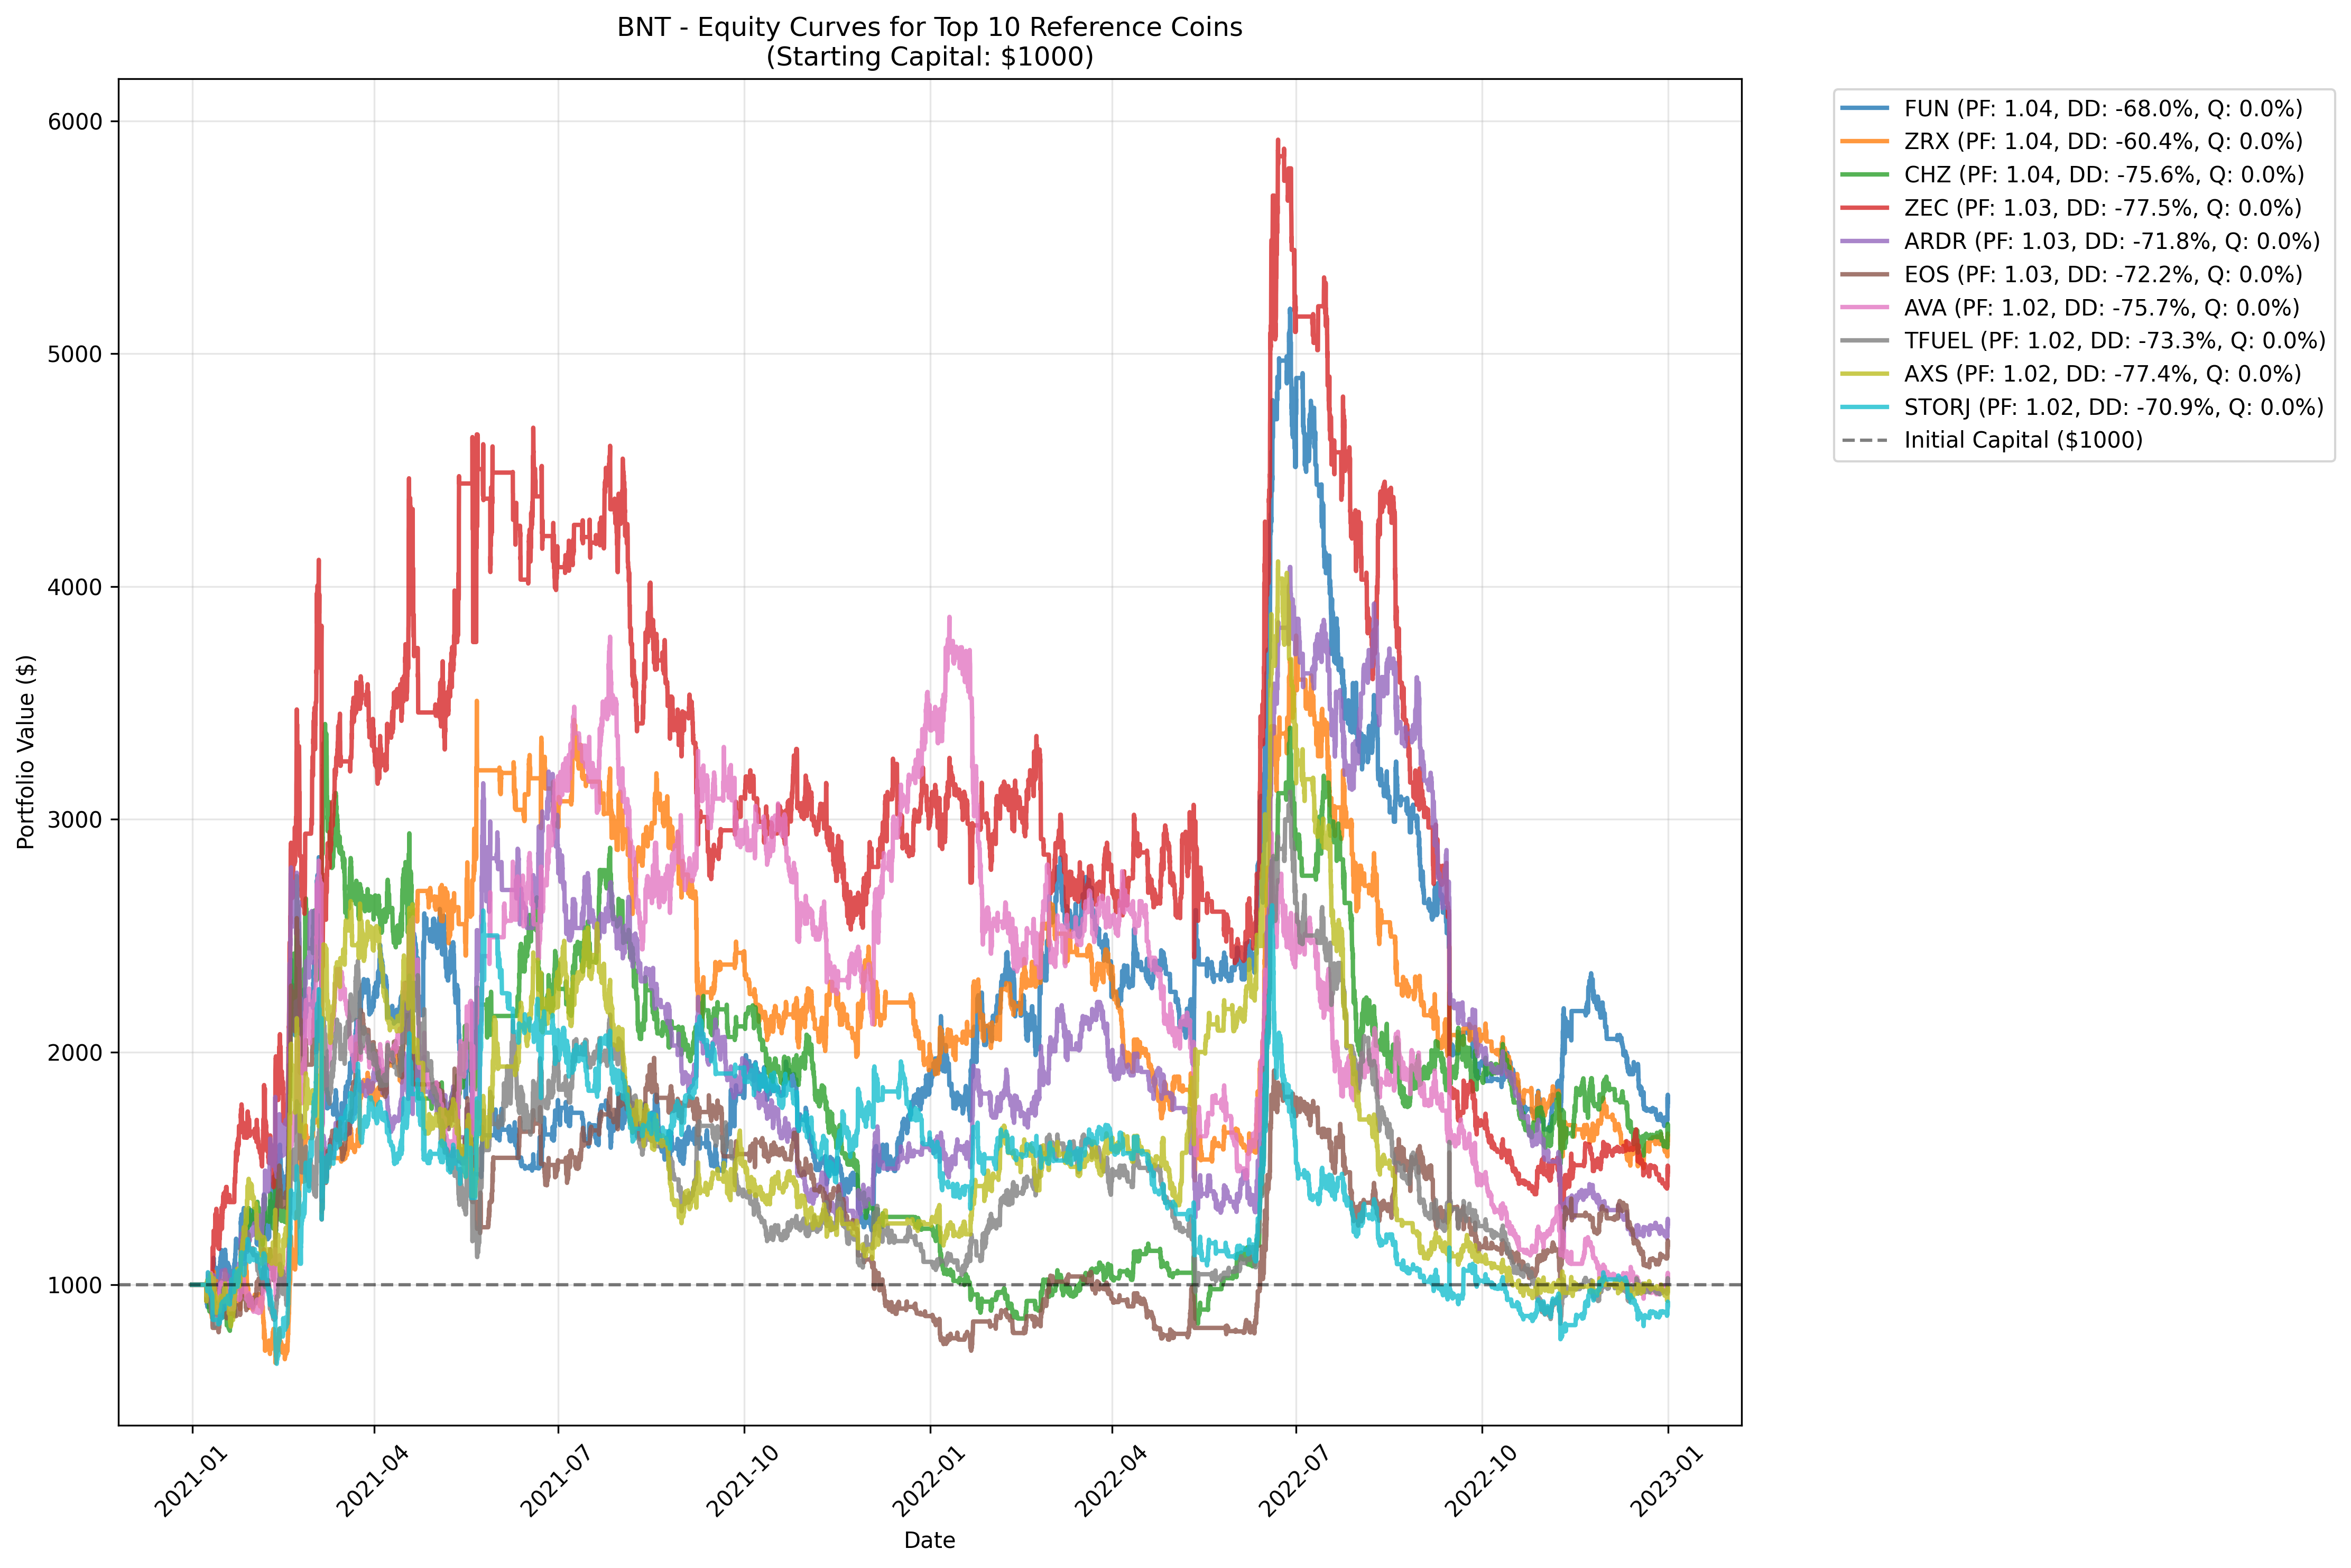 BNT - Equity Curves for Top 10 Reference Coins
(Starting Capital: $1000)
Portfolio Value ($)
6000
5000
4000
3000
2000
1000
2021-01
2021-04
2021-07
2021-10
2022-01
2022-04
2022-07
2022-10
2023-01
Date
FUN (PF: 1.04, DD: -68.0%, Q: 0.0%)
ZRX (PF: 1.04, DD: -60.4%, Q: 0.0%)
CHZ (PF: 1.04, DD: -75.6%, Q: 0.0%)
ZEC (PF: 1.03, DD: -77.5%, Q: 0.0%)
ARDR (PF: 1.03, DD: -71.8%, Q: 0.0%)
EOS (PF: 1.03, DD: -72.2%, Q: 0.0%)
AVA (PF: 1.02, DD: -75.7%, Q: 0.0%)
TFUEL (PF: 1.02, DD: -73.3%, Q: 0.0%)
AXS (PF: 1.02, DD: -77.4%, Q: 0.0%)
STORJ (PF: 1.02, DD: -70.9%, Q: 0.0%)
Initial Capital ($1000)